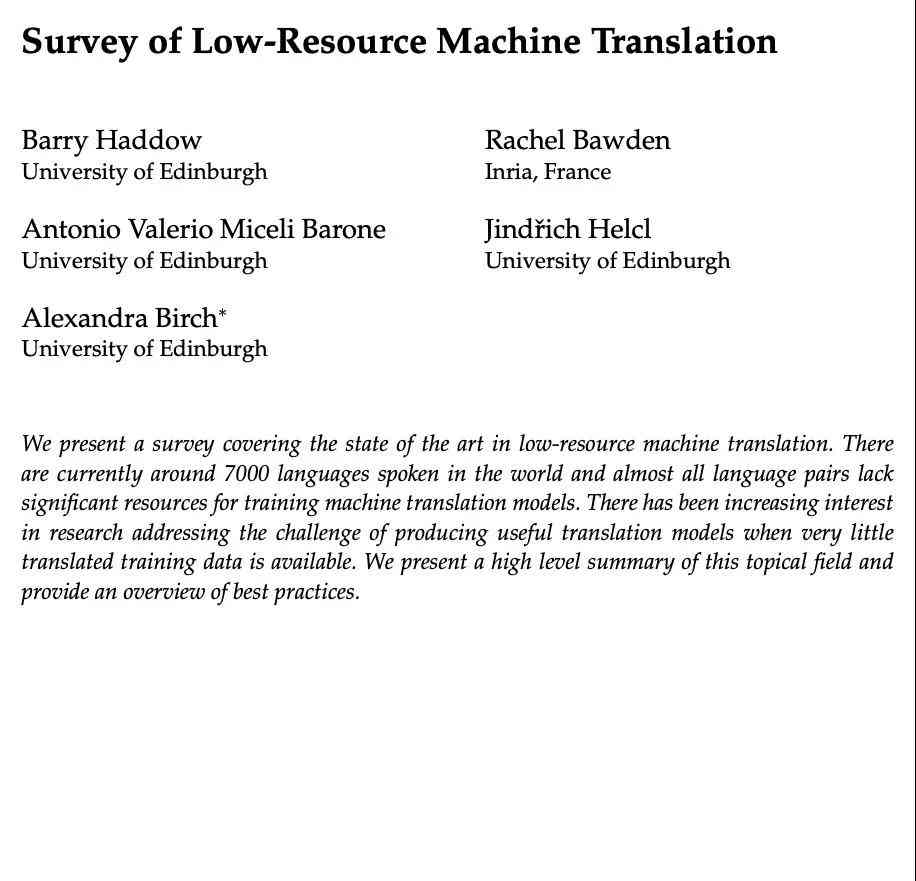 Survey of Low-Resource Machine Translation
Barry Haddow
University of Edinburgh
Rachel Bawden
Inria, France
Antonio Valerio Miceli Barone
University of Edinburgh
Jindřich Helcl
University of Edinburgh
Alexandra Birch*
University of Edinburgh
We present a survey covering the state of the art in low-resource machine translation. There
are currently around 7000 languages spoken in the world and almost all language pairs lack
significant resources for training machine translation models. There has been increasing interest
in research addressing the challenge of producing useful translation models when very little
translated training data is available. We present a high level summary of this topical field and
provide an overview of best practices.